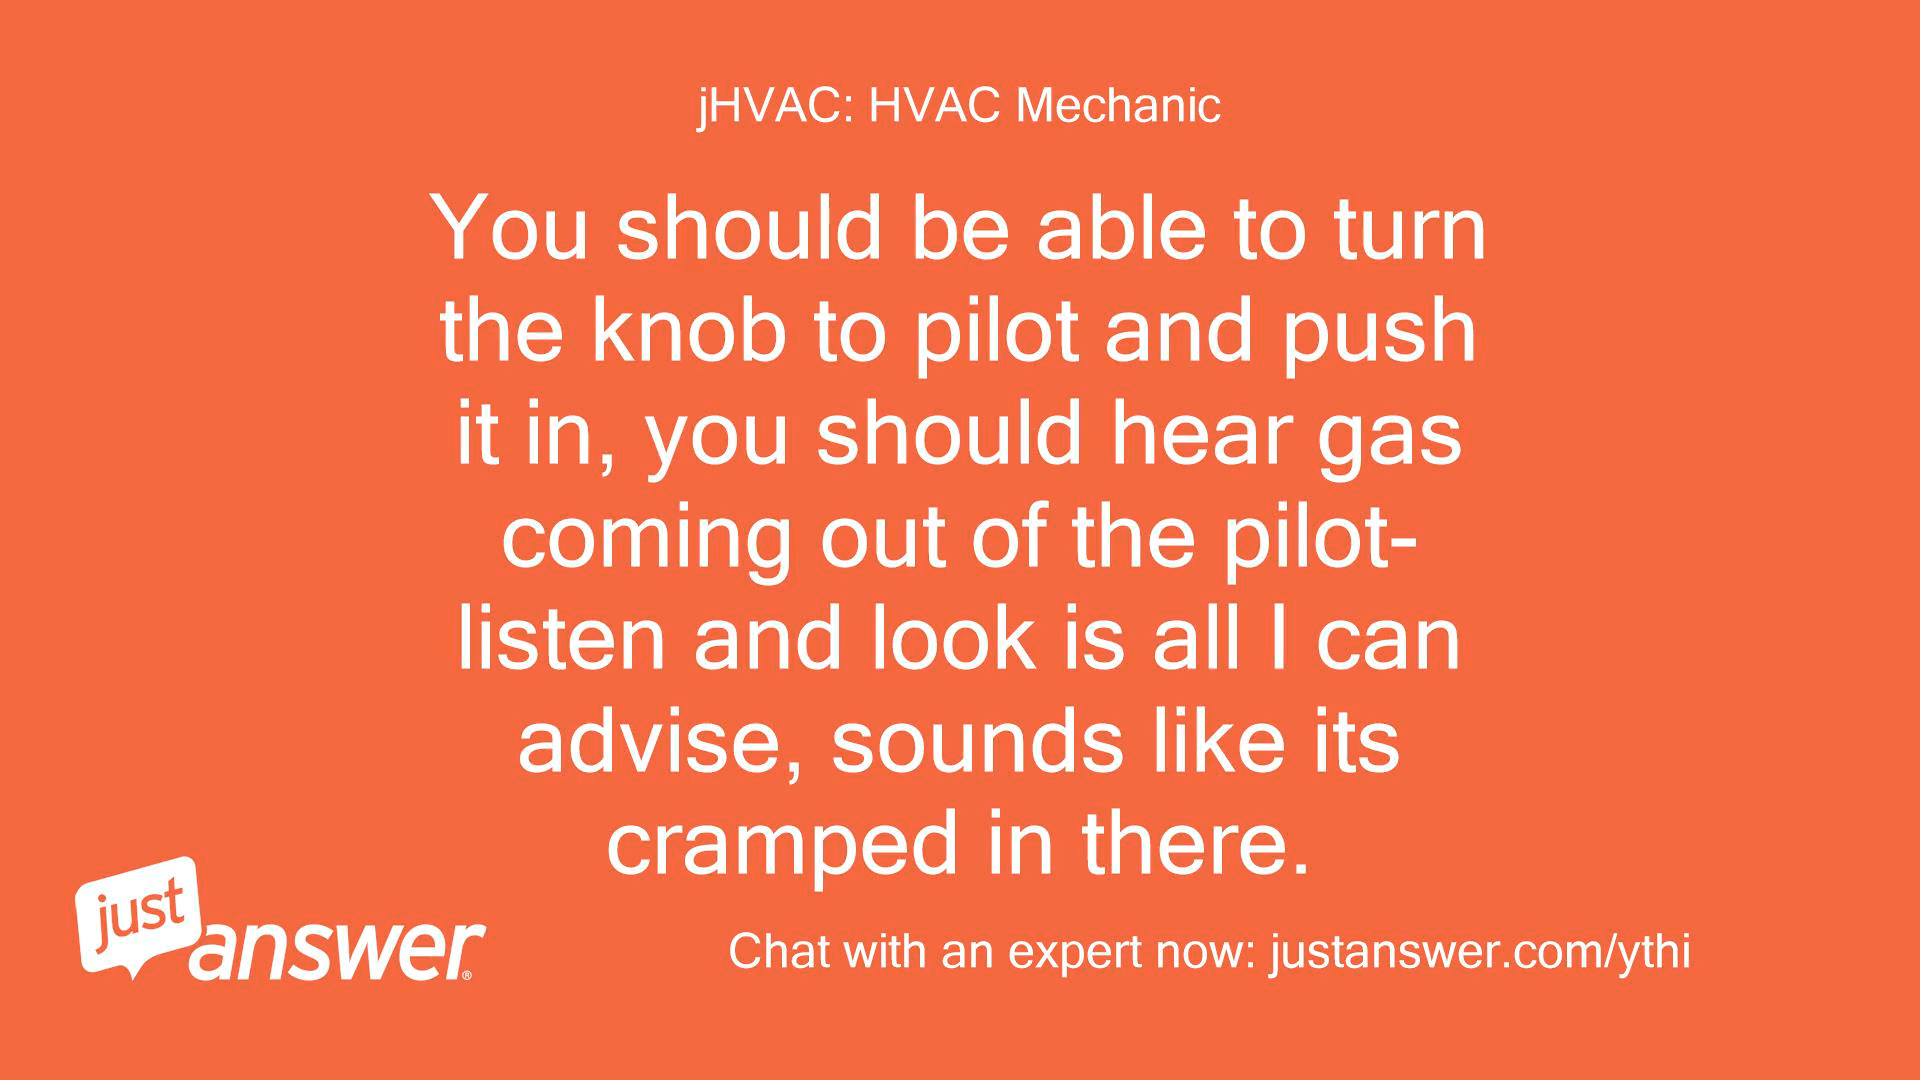 jHVAC: HVAC Mechanic
You should be able to turn
the knob to pilot and push
it in, you should hear gas
coming out of the pilot-
listen and look is all I can
advise, sounds like its
cramped in there.
just
answer®
Chat with an expert now: justanswer.com/ythi